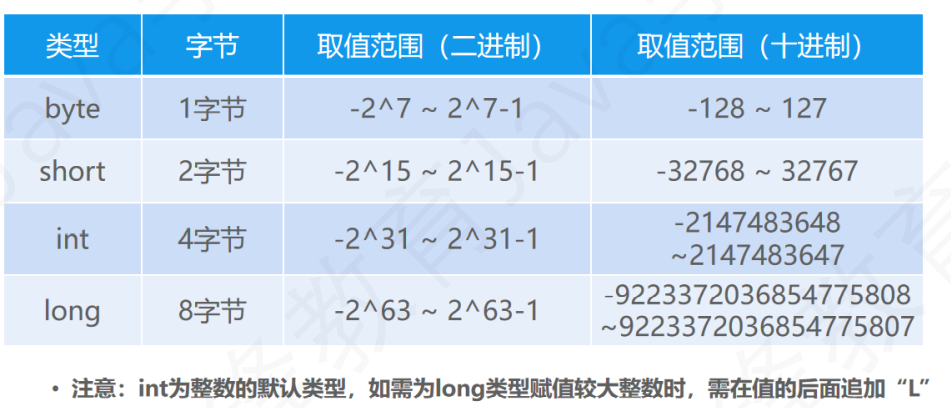 类型 字节 取值范围（二进制） 取值范围（十进制）
byte 1字节 -2^7 ~ 2^7-1 -128 ~ 127
short 2字节 -2^15 ~ 2^15-1 -32768 ~ 32767
int 4字节 -2^31 ~ 2^31-1 -2147483648
~2147483647
long 8字节 -2^63 ~ 2^63-1 -9223372036854775808
~9223372036854775807
• 注意：int为整数的默认类型，如需为long类型赋值较大整数时，需在值的后面追加“L”